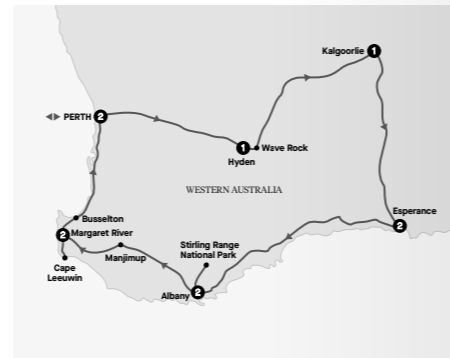 Kalgoorlie
1
PERTH
2
1
Wave Rock
Hyden
WESTERN AUSTRALIA
Esperance
2
Busselton
2
Margaret River
Stirling Range
National Park
Manjimup
Cape
Leeuwin
Albany
2